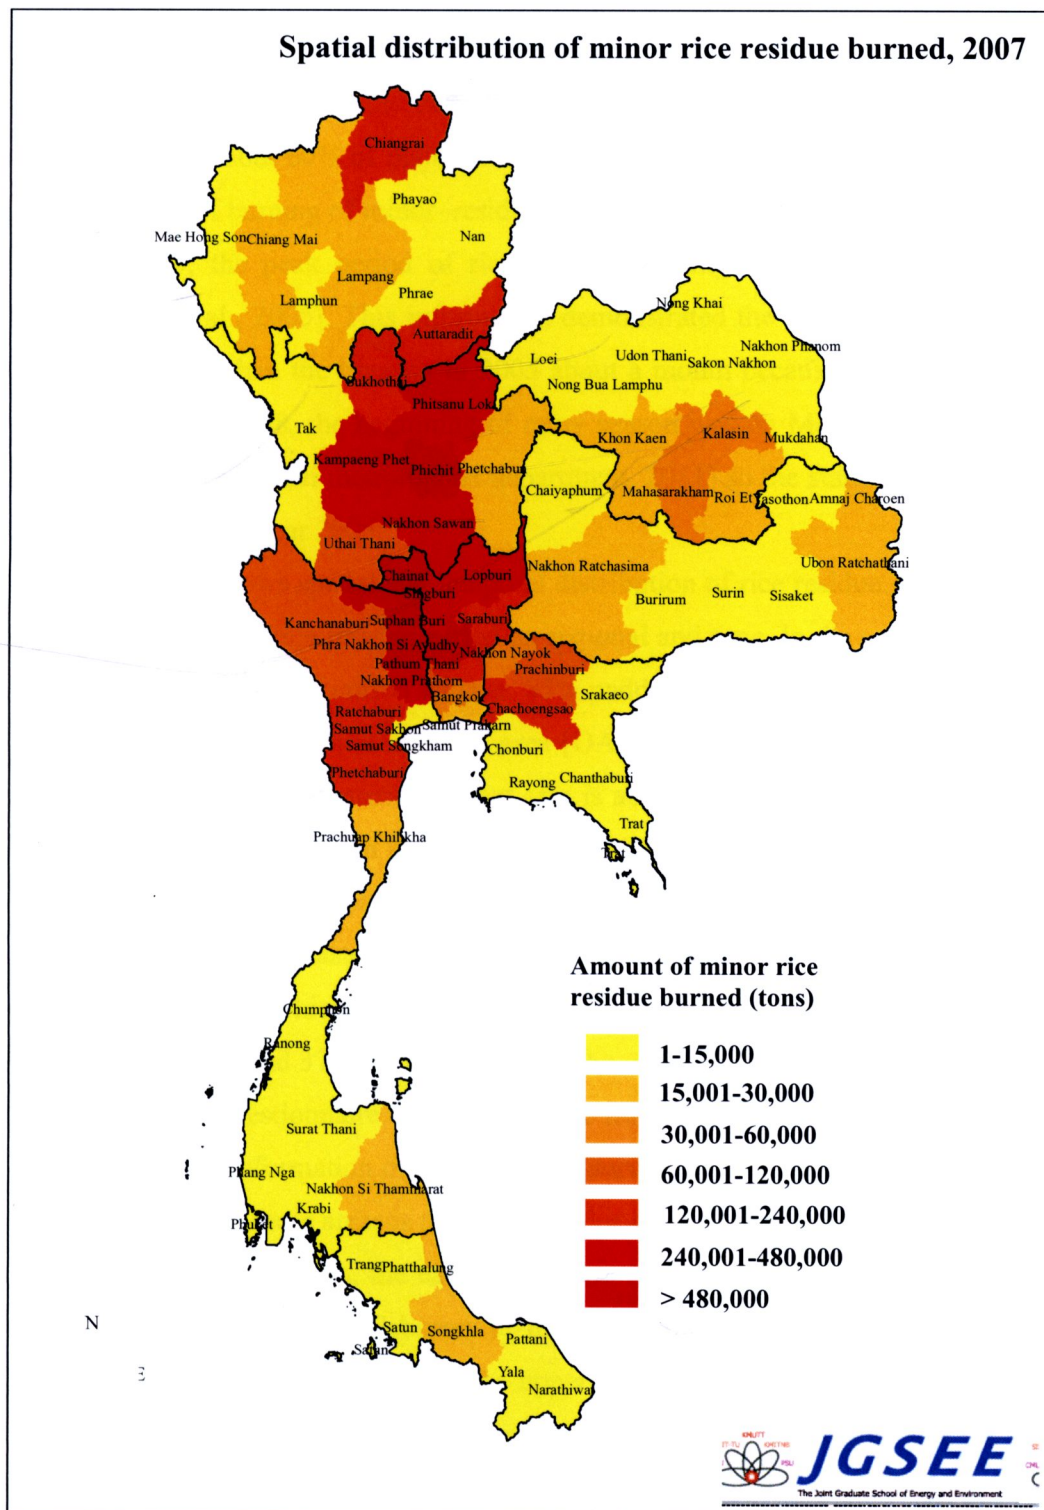 Spatial distribution of minor rice residue burned, 2007
Chiangrai
Phayao
Mae Hong Son
Chiang Mai
Nan
Lampang
Lamphun
Phrae
Auttaradit
Nong Khai
Loei
Udon Thani
Nakhon Phanom
Sakon Nakhon
Nong Bua Lamphu
Sukhothai
Phitsanu Lok
Tak
Khon Kaen
Kalasin
Mukdahan
Kampaeng Phet
Phichit
Phetchabun
Chaiyaphum
Mahasarakham
Roi Et
Yasothon
Amnaj Charoen
Nakhon Sawan
Uthai Thani
Ubon Ratchathani
Nakhon Ratchasima
Chainat
Lopburi
Singburi
Burirum
Surin
Sisaket
Kanchanaburi
Suphan Buri
Saraburi
Phra Nakhon Si Ayudhy
Nakhon Nayok
Pathum Thani
Prachinburi
Nakhon Prathom
Bangkok
Srakaeo
Ratchaburi
Chachoengsao
Samut Sakhon
Samut Prakarn
Samut Songkham
Chonburi
Phetchaburi
Rayong
Chanthaburi
Trat
Prachuap Khilikha
Trat
Chumphon
Ranong
Surat Thani
Phang Nga
Nakhon Si Thammarat
Krabi
Phuket
Trang
Phatthalung
Satun
Songkhla
Pattani
Satun
Yala
Narathiwa
Amount of minor rice
residue burned (tons)
1-15,000
15,001-30,000
30,001-60,000
60,001-120,000
120,001-240,000
240,001-480,000
> 480,000
N
E
KMUTT
KMITNB
PSU
JGSEE
The Joint Graduate School of Energy and Environment